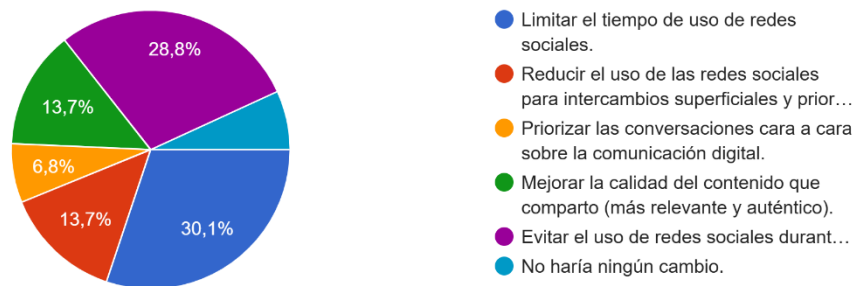 28,8%
13,7%
6,8%
13,7%
30,1%
Limitar el tiempo de uso de redes
sociales.
Reducir el uso de las redes sociales
para intercambios superficiales y prior…
Priorizar las conversaciones cara a cara
sobre la comunicación digital.
Mejorar la calidad del contenido que
comparto (más relevante y auténtico).
Evitar el uso de redes sociales durant…
No haría ningún cambio.